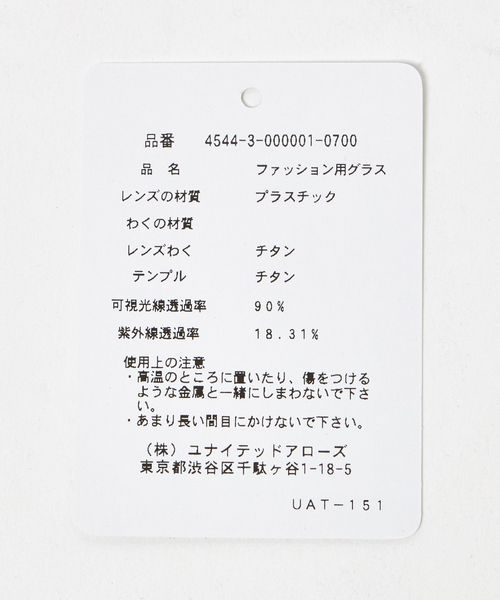 品番 4544-3-000001-0700
品 名 ファッション用グラス
レンズの材質 プラスチック
わくの材質
レンズわく チタン
テンプル チタン
可視光線透過率 90%
紫外線透過率 18.31%
使用上の注意
・高温のところに置いたり、傷をつける
ような金属と一緒にしまわないで下さ
い。
・あまり長い間目にかけないで下さい。
(株) ユナイテッドアローズ
東京都渋谷区千駄ヶ谷1-18-5
UAT-151